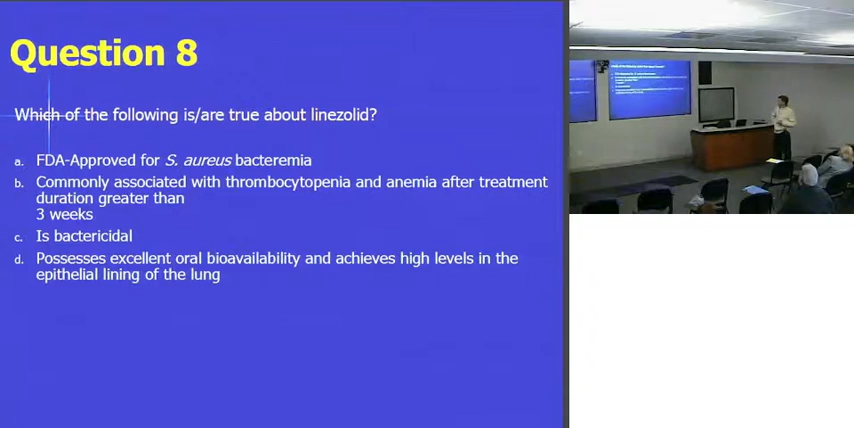 Question 8
Which of the following is/are true about linezolid?
a. FDA-Approved for S. aureus bacteremia
b. Commonly associated with thrombocytopenia and anemia after treatment
duration greater than
3 weeks
c. Is bactericidal
d. Possesses excellent oral bioavailability and achieves high levels in the
epithelial lining of the lung